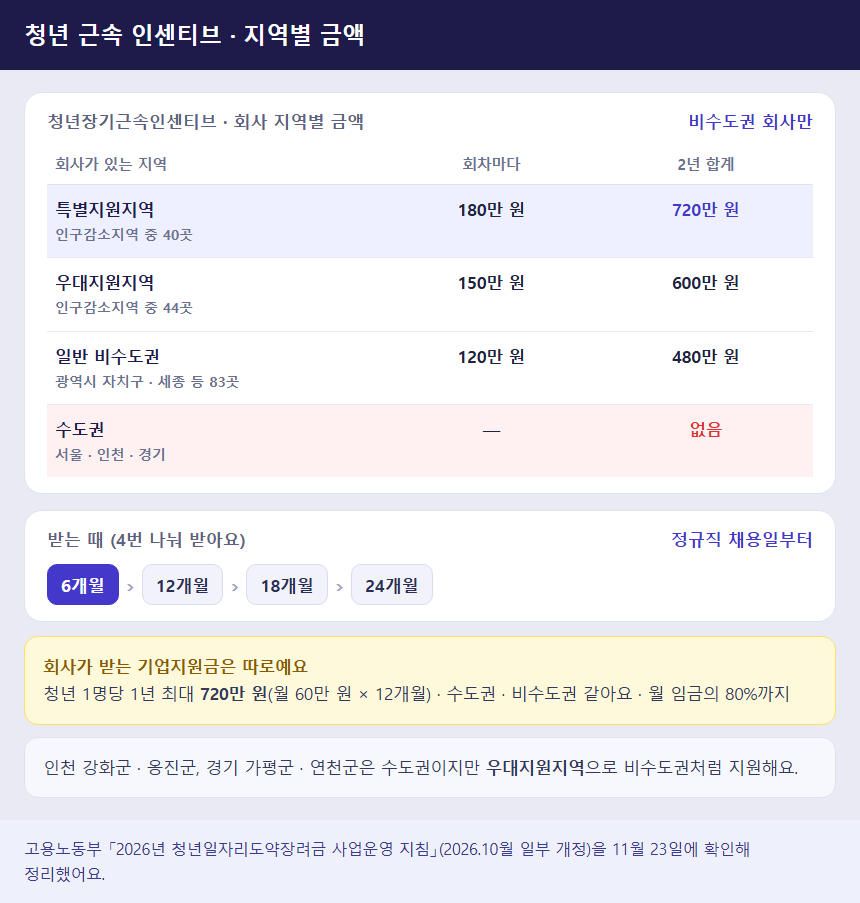 청년 근속 인센티브 · 지역별 금액
청년장기근속인센티브 · 회사 지역별 금액
비수도권 회사만
회사가 있는 지역 회차마다 2년 합계
특별지원지역 180만 원 720만 원
인구감소지역 중 40곳
우대지원지역 150만 원 600만 원
인구감소지역 중 44곳
일반 비수도권 120만 원 480만 원
광역시 자치구 · 세종 등 83곳
수도권 — 없음
서울 · 인천 · 경기
받는 때 (4번 나눠 받아요)
정규직 채용일부터
6개월 › 12개월 › 18개월 › 24개월
회사가 받는 기업지원금은 따로예요
청년 1명당 1년 최대 720만 원(월 60만 원 × 12개월) · 수도권 · 비수도권 같아요 · 월 임금의 80%까지
인천 강화군 · 옹진군, 경기 가평군 · 연천군은 수도권이지만 우대지원지역으로 비수도권처럼 지원해요.
고용노동부 「2026년 청년일자리도약장려금 사업운영 지침」(2026.10월 일부 개정)을 11월 23일에 확인해
정리했어요.